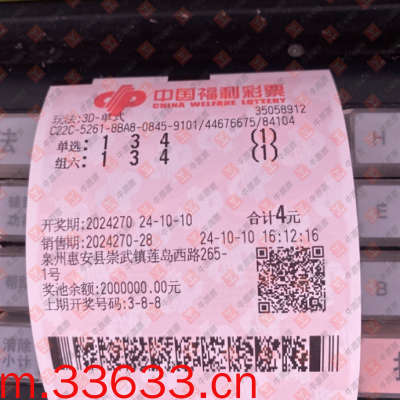 中国福利彩票
CHINA WELFARE LOTTERY
玩法:3D-单式 35058912
C22C-5261-8BA8-0845-9101/44676675/84104
单选: 1 3 4 (1)
组六: 1 3 4 (1)
开奖期:2024270 24-10-10 合计4元
销售期:2024270-28 24-10-10 16:12:16
泉州惠安县崇武镇莲岛西路265-
1号
奖池余额:2000000.00元
上期开奖号码:3-8-8
m.33633.cn